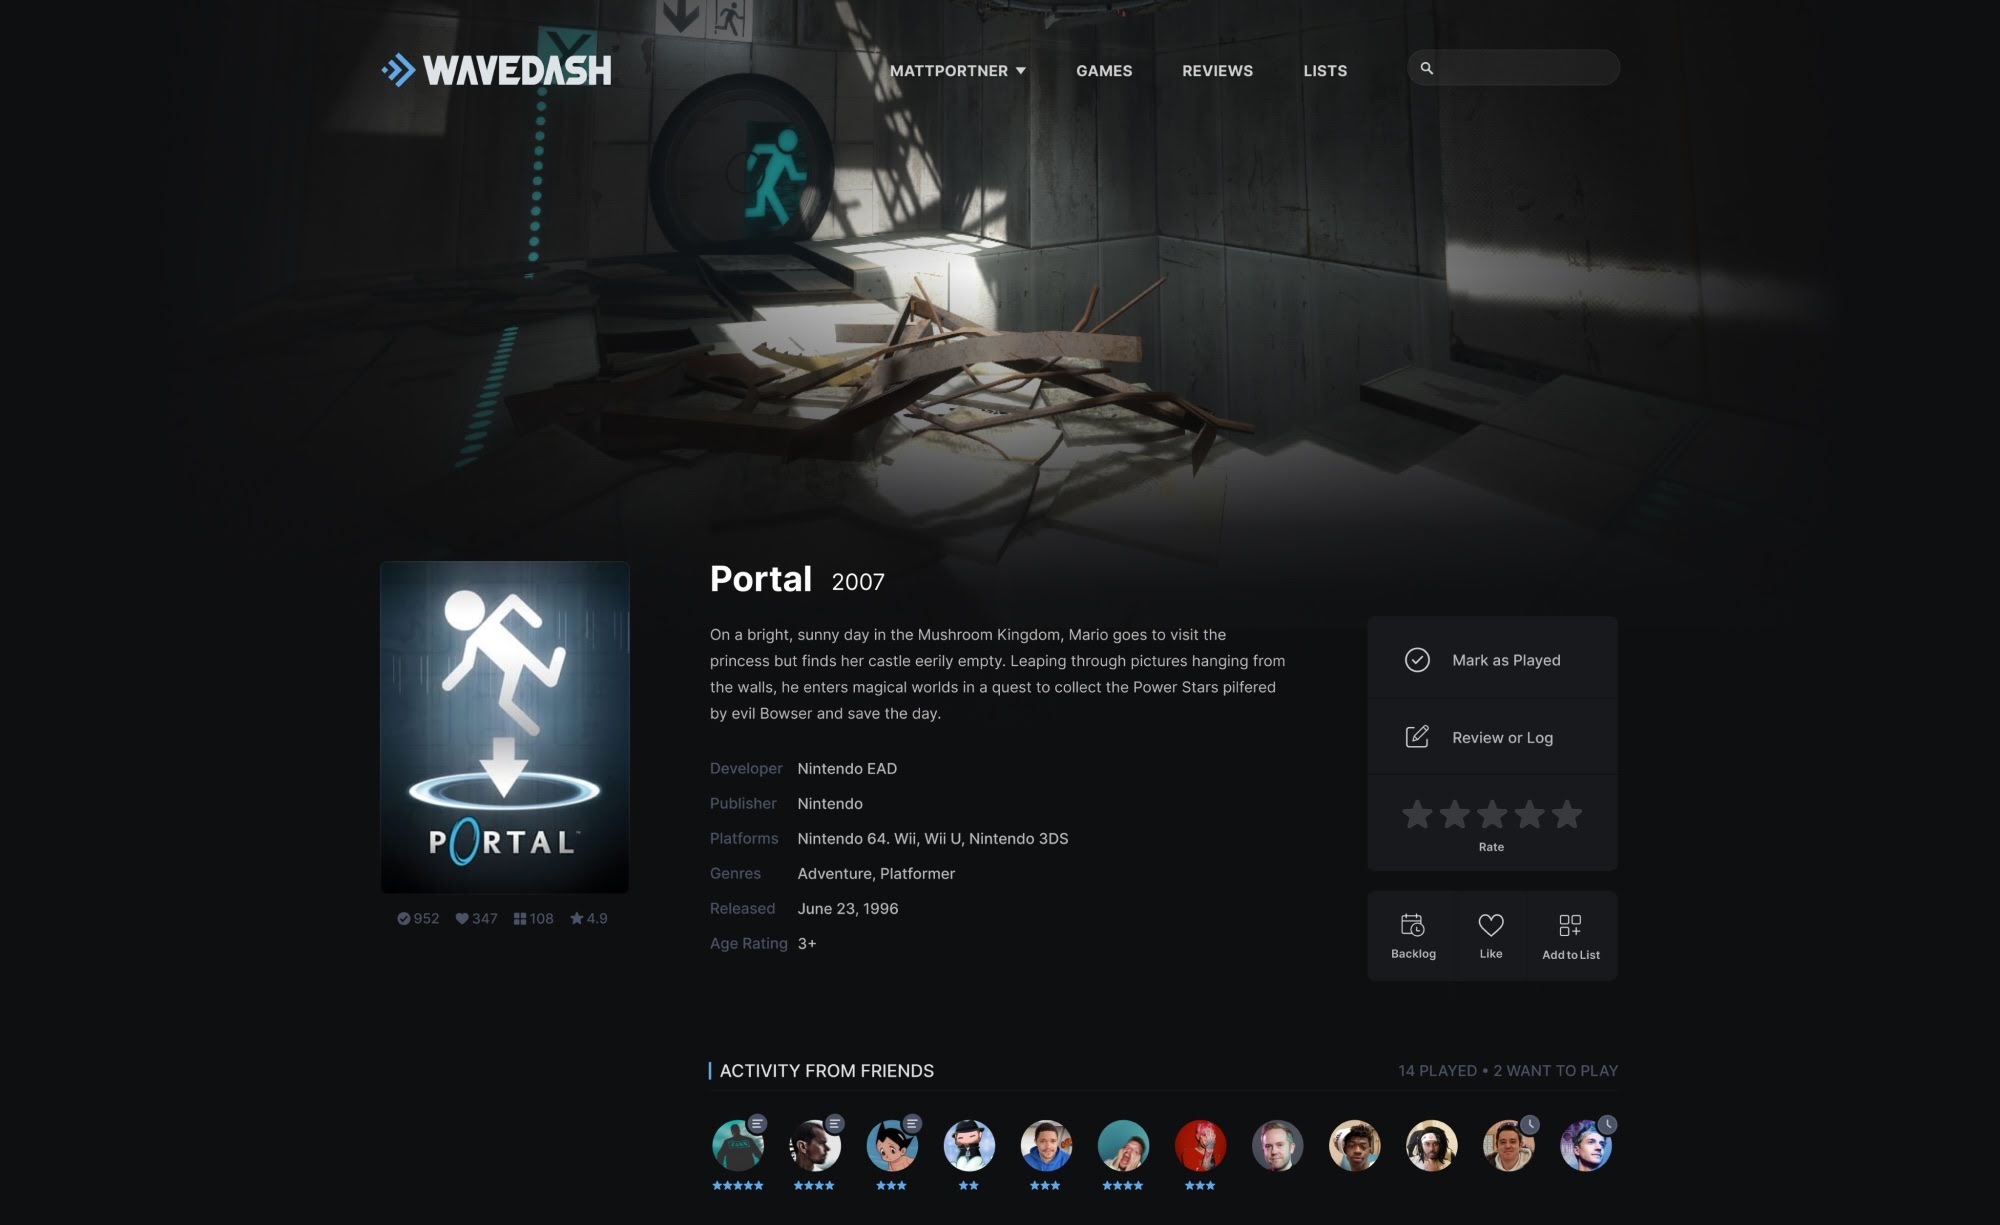 WAVEDASH
MATTPORTNER
GAMES
REVIEWS
LISTS
Portal 2007
On a bright, sunny day in the Mushroom Kingdom, Mario goes to visit the
princess but finds her castle eerily empty. Leaping through pictures hanging from
the walls, he enters magical worlds in a quest to collect the Power Stars pilfered
by evil Bowser and save the day.
Developer Nintendo EAD
Publisher Nintendo
Platforms Nintendo 64. Wii, Wii U, Nintendo 3DS
Genres Adventure, Platformer
Released June 23, 1996
Age Rating 3+
PORTAL™
952 347 108 4.9
Mark as Played
Review or Log
Rate
Backlog Like Add to List
ACTIVITY FROM FRIENDS
14 PLAYED • 2 WANT TO PLAY